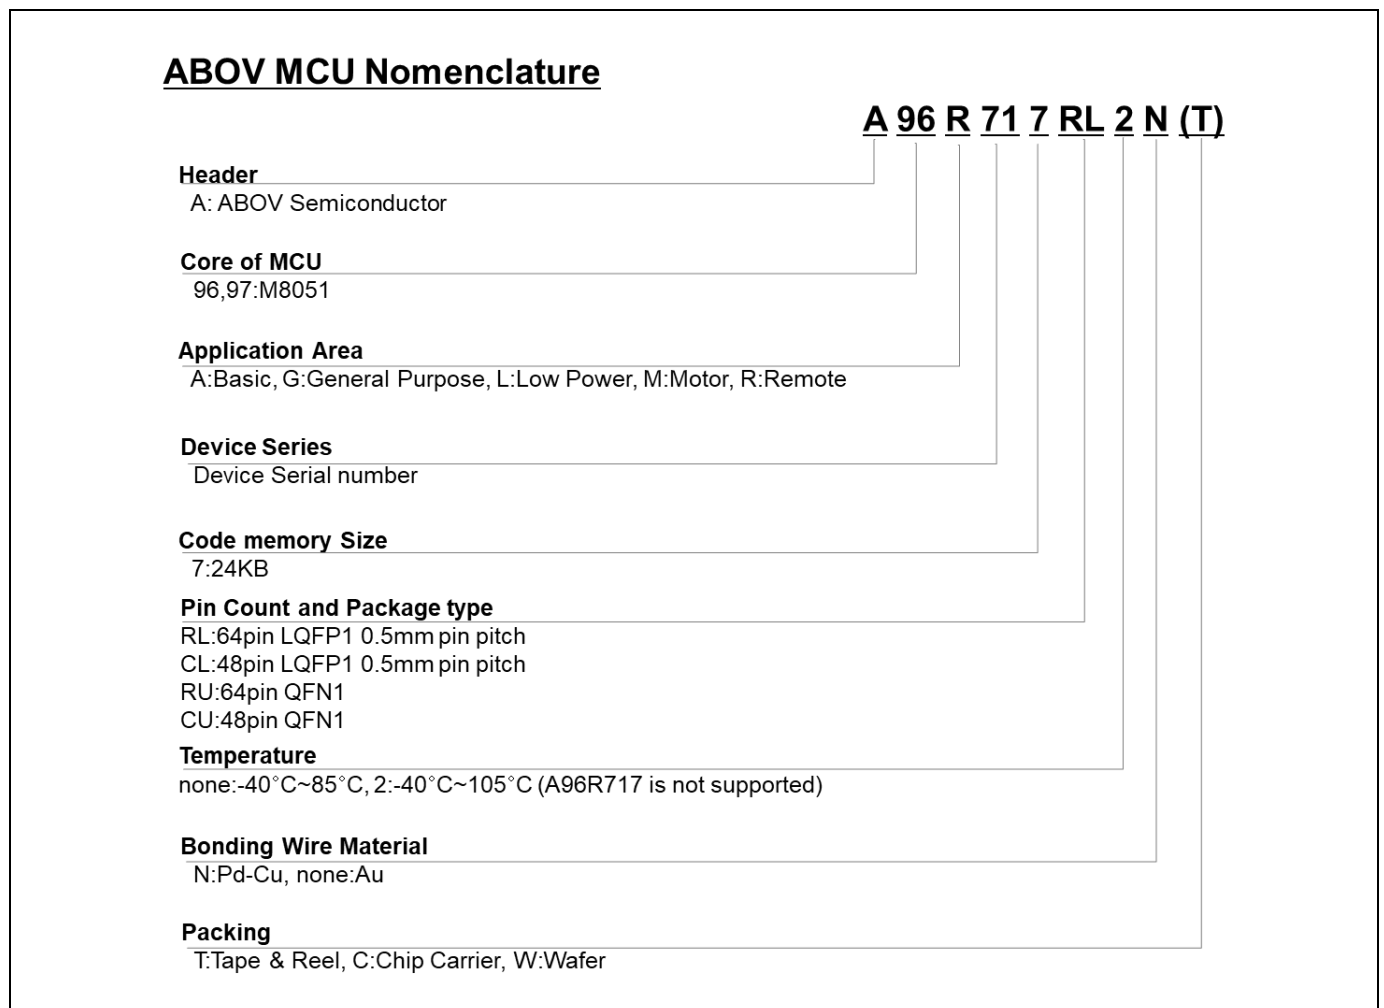 ABOV MCU Nomenclature
A 96 R 71 7 RL 2 N (T)
Header
A: ABOV Semiconductor
Core of MCU
96,97:M8051
Application Area
A:Basic, G:General Purpose, L:Low Power, M:Motor, R:Remote
Device Series
Device Serial number
Code memory Size
7:24KB
Pin Count and Package type
RL:64pin LQFP1 0.5mm pin pitch
CL:48pin LQFP1 0.5mm pin pitch
RU:64pin QFN1
CU:48pin QFN1
Temperature
none:-40°C~85°C, 2:-40°C~105°C (A96R717 is not supported)
Bonding Wire Material
N:Pd-Cu, none:Au
Packing
T:Tape & Reel, C:Chip Carrier, W:Wafer